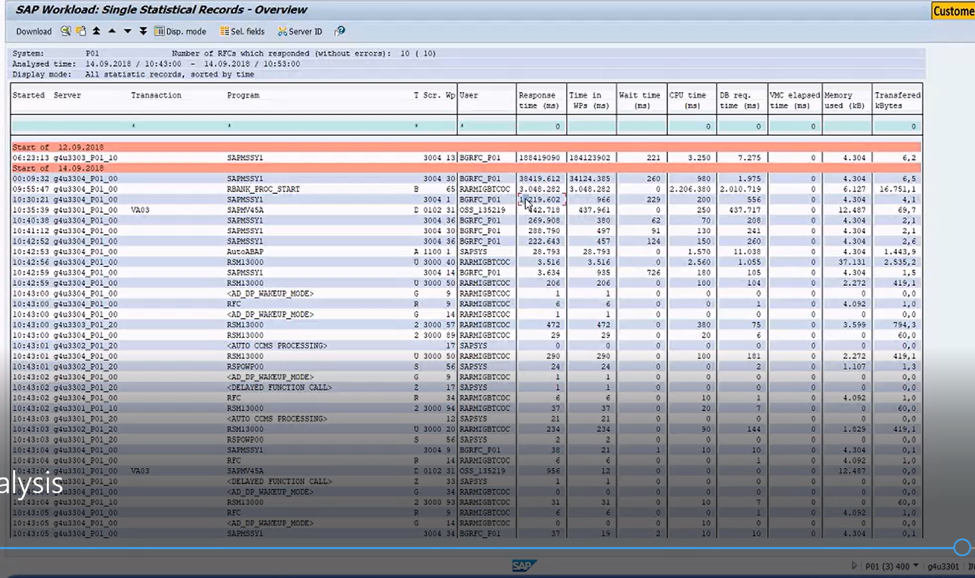 SAP Workload: Single Statistical Records - Overview
Custome
Download Disp. mode Sel. fields Server ID
System: P01 Number of RFCs which responded (without errors): 10 ( 10)
Analysed time: 14.09.2018 / 10:43:00 - 14.09.2018 / 10:53:00
Display mode: All statistic records, sorted by time
Started Server Transaction Program T Scr. Wp User Response time (ms) Time in WPs (ms) Wait time (ms) CPU time (ms) DB req. time (ms) VMC elapsed time (ms) Memory used (kB) Transfered kBytes
* * * * 0 0 0 0 0 0
Start of 12.09.2018
06:23:13 g4u3303_P01_10 SAPMSSY1 3004 13 BGRFC_P01 188419090 184123902 221 3.250 7.275 0 4.304 6,2
Start of 14.09.2018
00:09:32 g4u3304_P01_00 SAPMSSY1 3004 30 BGRFC_P01 38419.612 34124.385 260 980 1.975 0 4.304 6,5
09:55:47 g4u3304_P01_00 RBANK_PROC_START B 65 RARMIGBTCOC 3.048.282 3.048.282 0 2.206.380 2.010.719 0 6.127 16.751,1
10:30:21 g4u3304_P01_00 SAPMSSY1 3004 1 BGRFC_P01 219.602 966 229 200 556 0 4.304 4,1
10:35:39 g4u3301_P01_00 VA03 SAPMV45A D 0102 31 OSS_135219 442.718 437.961 0 250 437.717 0 12.487 69,7
10:40:38 g4u3304_P01_00 SAPMSSY1 3004 36 BGRFC_P01 269.908 380 62 70 208 0 4.304 2,1
10:41:12 g4u3304_P01_00 SAPMSSY1 3004 30 BGRFC_P01 288.790 497 91 130 241 0 4.304 2,1
10:42:52 g4u3304_P01_00 SAPMSSY1 3004 36 BGRFC_P01 222.643 457 124 150 260 0 4.304 2,6
10:42:56 g4u3304_P01_00 AutoABAP A 1100 1 SAPSYS 28.793 28.793 0 1.570 11.038 0 4.304 1.443,9
10:42:56 g4u3301_P01_00 RSM13000 U 3000 40 RARMIGBTCOC 3.516 3.516 0 2.560 1.055 0 37.131 2.535,2
SAPMSSY1 3004 14 BGRFC_P01 3.634 935 726 180 105 0 4.304 1,5
10:42:59 g4u3304_P01_00 RSM13000 U 3000 50 RARMIGBTCOC 206 206 0 100 104 0 2.272 419,1
10:43:00 g4u3304_P01_00 <AD_DP_WAKEUP_MODE> G 9 1 1 0 0 0 0 0 0,0
10:43:00 g4u3304_P01_00 RFC R 9 RARMIGBTCOC 6 6 0 0 0 0 4.092 1,0
10:43:00 g4u3304_P01_00 <AD_DP_WAKEUP_MODE> G 14 1 1 0 0 0 0 0 0,0
10:43:00 g4u3303_P01_20 RSM13000 2 3000 57 RARMIGBTCOC 472 472 0 380 75 0 3.599 794,3
10:43:00 g4u3304_P01_00 RSM13000 2 3000 89 RARMIGBTCOC 29 29 0 20 6 0 0 60,0
10:43:01 g4u3301_P01_00 <AUTO CCMS PROCESSING> 17 SAPSYS 0 0 0 0 0 0 0 0,0
10:43:01 g4u3304_P01_00 RSM13000 U 3000 50 RARMIGBTCOC 290 290 0 100 181 0 2.272 419,1
10:43:01 g4u3302_P01_20 RSPOWP00 S 56 RARMIGBTCOC 24 24 0 0 2 0 1.107 1,3
10:43:02 g4u3304_P01_00 <AD_DP_WAKEUP_MODE> G 9 1 1 0 0 0 0 0 0,0
10:43:02 g4u3302_P01_20 <DELAYED FUNCTION CALL> Z 17 SAPSYS 1 1 0 0 0 0 0 0,0
10:43:02 g4u3304_P01_00 RFC R 34 RARMIGBTCOC 6 6 0 10 1 0 4.092 1,0
10:43:02 g4u3301_P01_10 RSM13000 2 3000 94 RARMIGBTCOC 37 37 0 20 7 0 0 60,0
10:43:03 g4u3301_P01_20 <AUTO CCMS PROCESSING> 12 SAPSYS 21 21 0 0 0 0 0 0,0
10:43:03 g4u3302_P01_20 RSM13000 U 3000 20 RARMIGBTCOC 234 234 0 90 144 0 1.829 419,1
10:43:03 g4u3301_P01_20 RSPOWP00 S 56 SAPSYS 2 2 0 0 0 0 0 0,0
10:43:04 g4u3304_P01_00 SAPMSSY1 3004 9 BGRFC_P01 38 21 1 10 10 0 4.304 0,1
10:43:04 g4u3304_P01_00 RFC R 14 RARMIGBTCOC 6 6 0 0 0 0 4.092 1,0
10:43:04 g4u3301_P01_00 VA03 SAPMV45A D 0102 31 OSS_135219 956 12 0 0 0 0 12.487 0,0
alysis
<DELAYED FUNCTION CALL> Z 33 SAPSYS 1 1 0 0 0 0 0 0,0
10:43:04 g4u3304_P01_00 <AD_DP_WAKEUP_MODE> G 34 0 0 0 0 0 0 0 0,0
10:43:04 g4u3303_P01_00 RSM13000 2 3000 93 RARMIGBTCOC 31 31 0 10 7 0 0 60,0
10:43:05 g4u3304_P01_00 RFC R 9 RARMIGBTCOC 6 6 0 0 0 0 4.092 1,0
10:43:05 g4u3304_P01_00 <AD_DP_WAKEUP_MODE> G 14 0 0 0 10 0 0 0 0,0
10:43:05 g4u3304_P01_00 SAPMSSY1 3004 34 BGRFC_P01 37 19 2 10 10 0 4.304 0,1
SAP P01 (3) 400 g4u3301